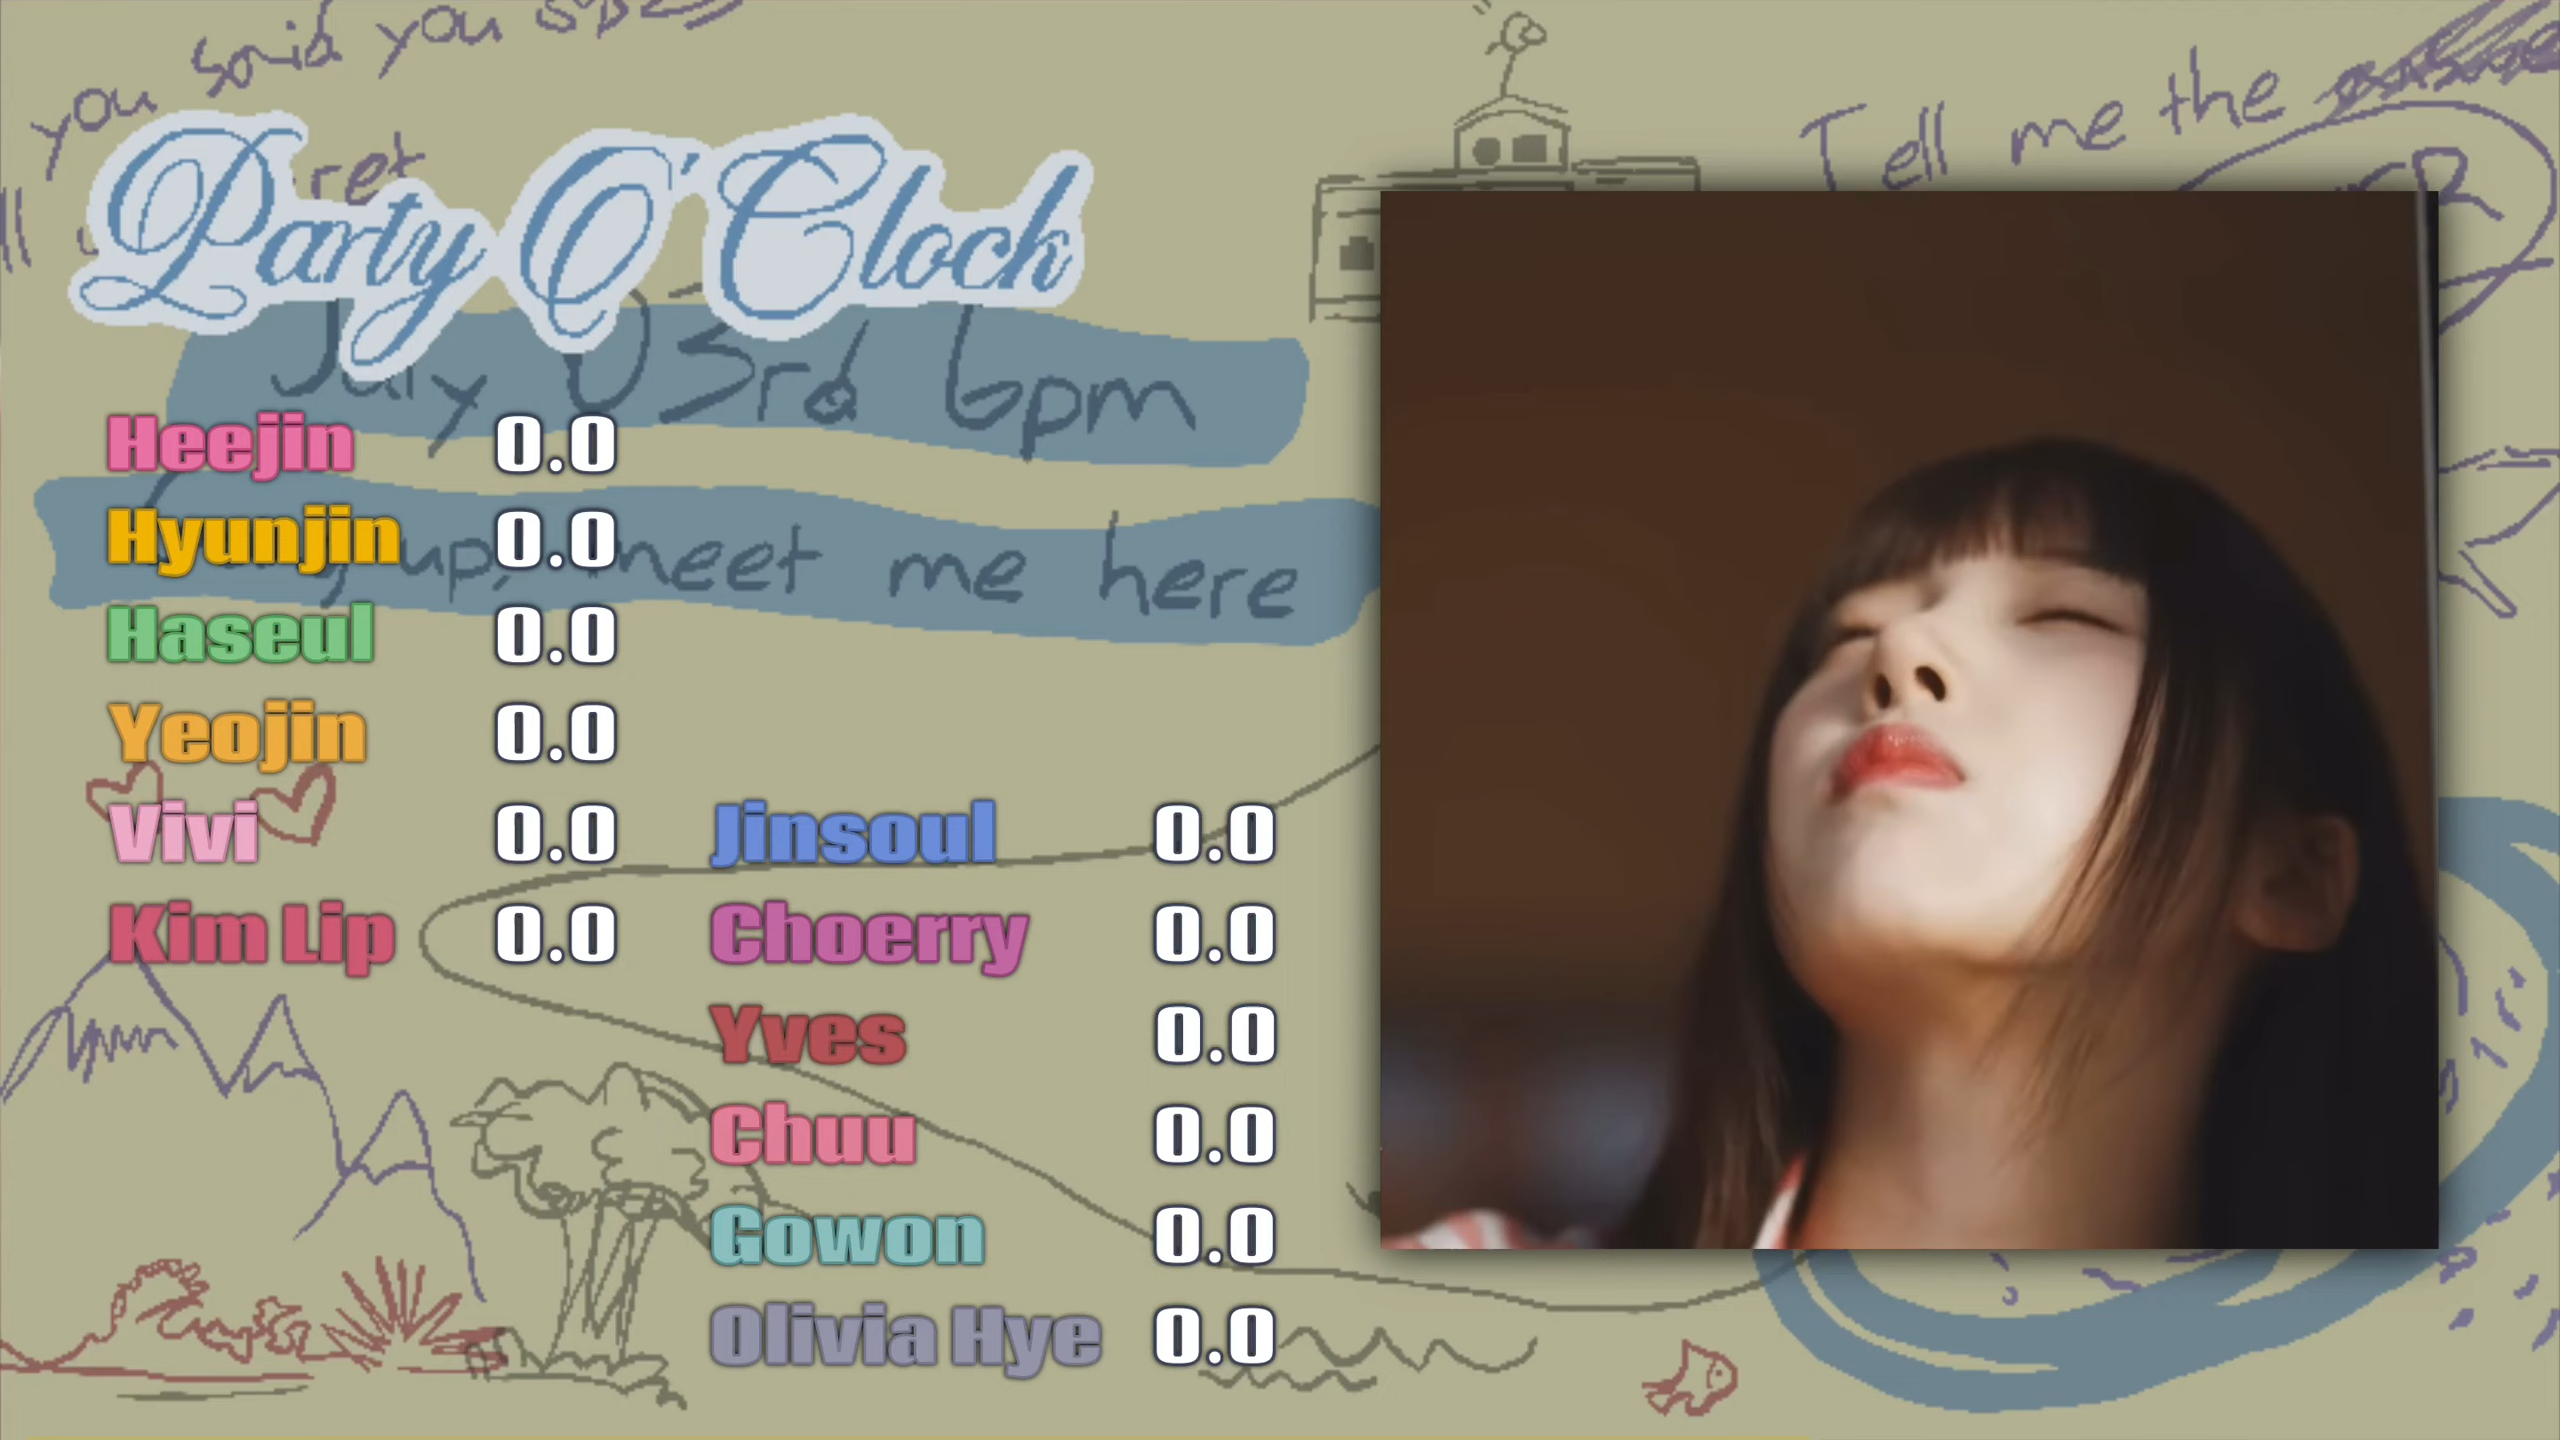 you said you
ret
Tell me the
Party O'Clock
July 03rd 6pm
up, meet me here
Heejin 0.0
Hyunjin 0.0
Haseul 0.0
Yeojin 0.0
Vivi 0.0 Jinsoul 0.0
Kim Lip 0.0 Choerry 0.0
Yves 0.0
Chuu 0.0
Gowon 0.0
Olivia Hye 0.0